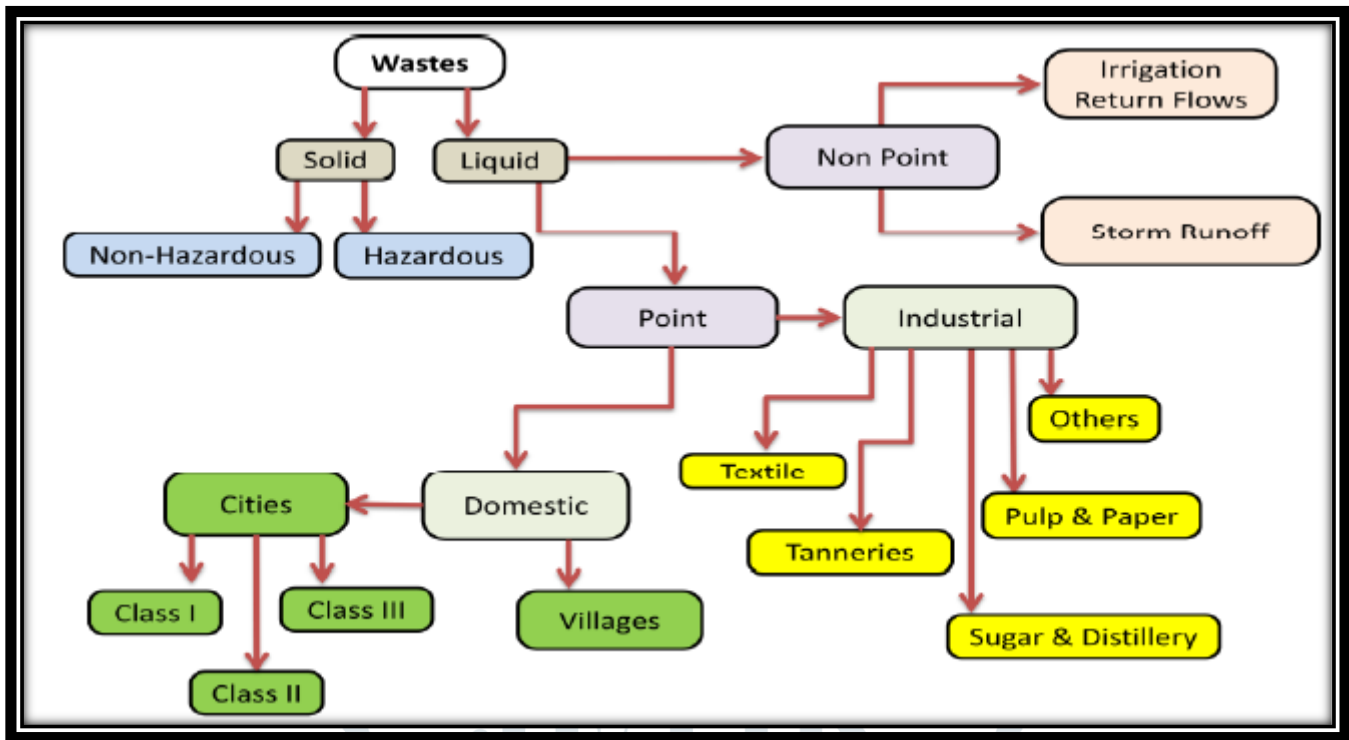 Wastes
Irrigation
Return Flows
Solid
Liquid
Non Point
Non-Hazardous
Hazardous
Storm Runoff
Point
Industrial
Others
Textile
Cities
Domestic
Pulp & Paper
Tanneries
Class I
Class III
Villages
Sugar & Distillery
Class II